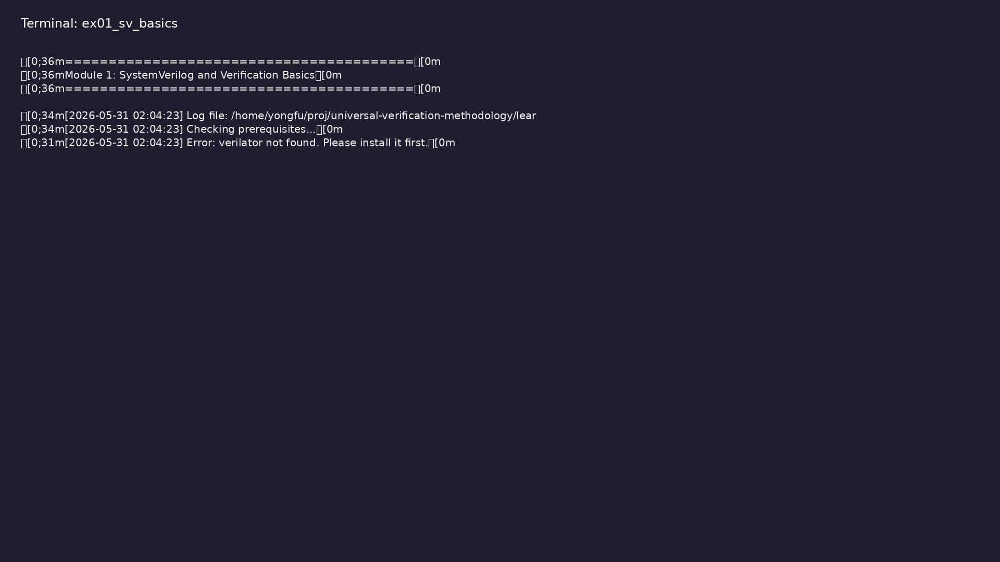 Terminal: ex01_sv_basics
▯[0;36m========================================▯[0m
▯[0;36mModule 1: SystemVerilog and Verification Basics▯[0m
▯[0;36m========================================▯[0m
▯[0;34m[2026-05-31 02:04:23] Log file: /home/yongfu/proj/universal-verification-methodology/lear
▯[0;34m[2026-05-31 02:04:23] Checking prerequisites...▯[0m
▯[0;31m[2026-05-31 02:04:23] Error: verilator not found. Please install it first.▯[0m